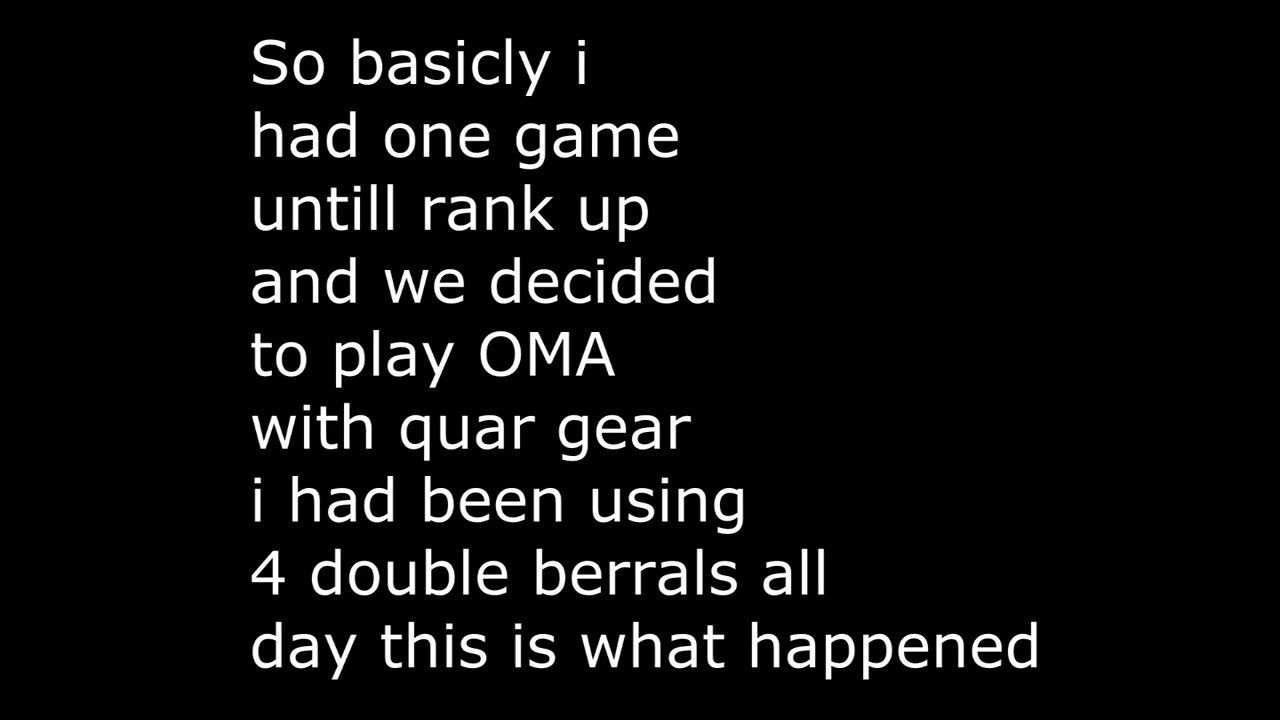 So basicly i
had one game
untill rank up
and we decided
to play OMA
with quar gear
i had been using
4 double berrals all
day this is what happened